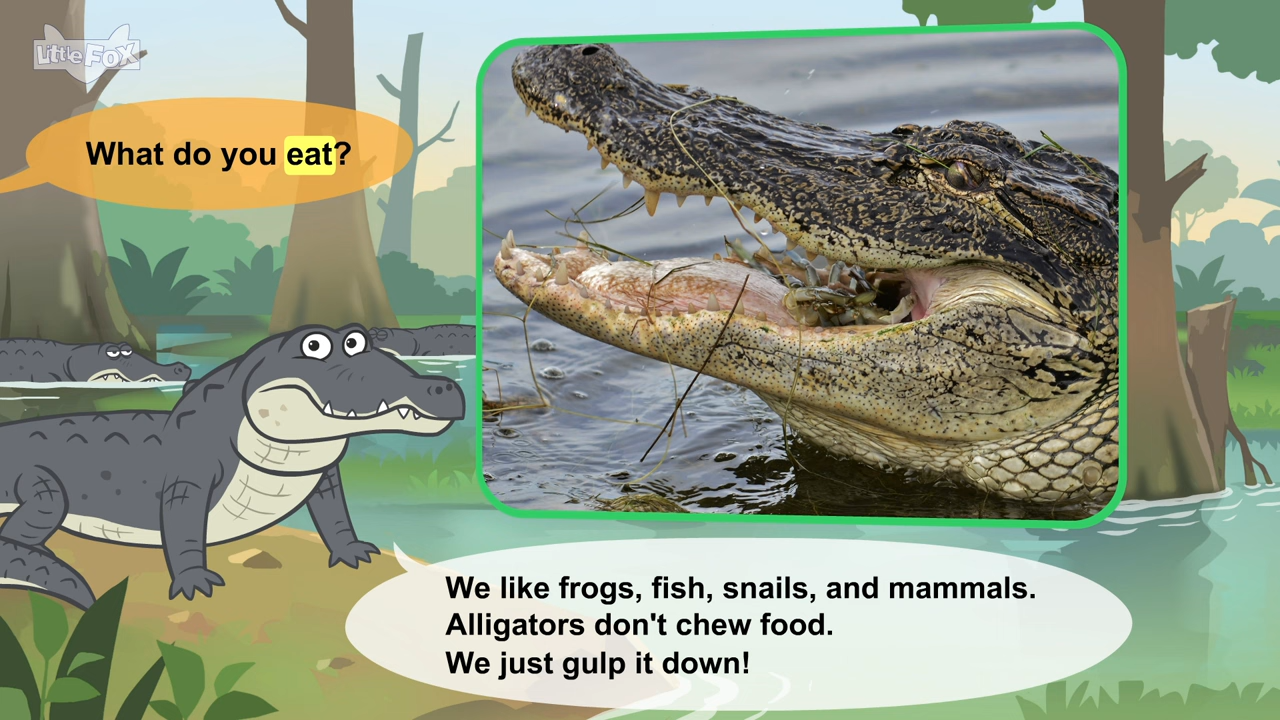 Little Fox
What do you eat?
We like frogs, fish, snails, and mammals.
Alligators don't chew food.
We just gulp it down!